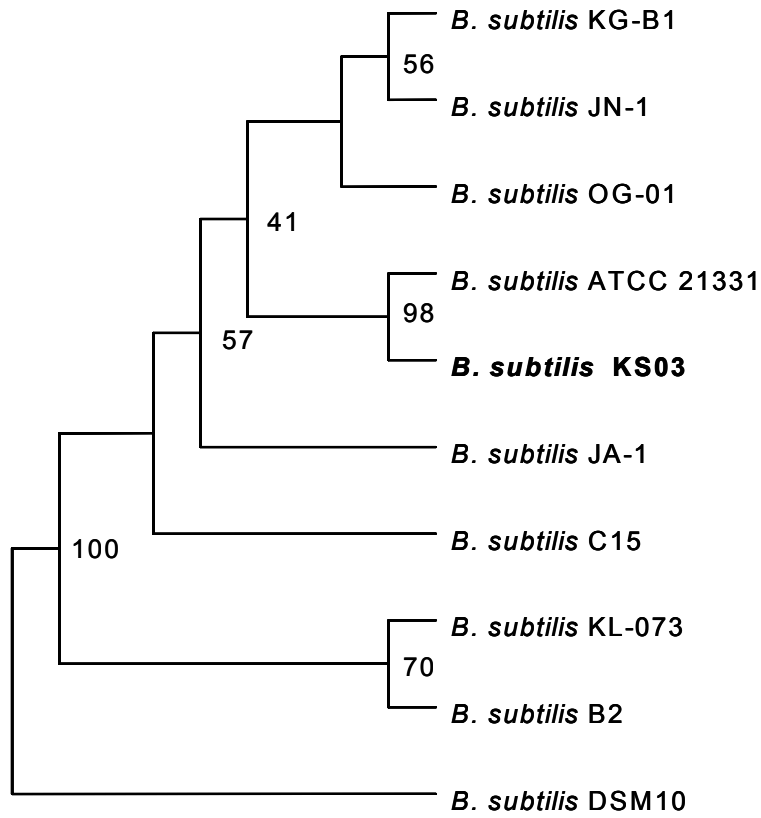 B. subtilis KG-B1
56
B. subtilis JN-1
B. subtilis OG-01
41
B. subtilis ATCC 21331
98
57
B. subtilis KS03
B. subtilis JA-1
B. subtilis C15
100
B. subtilis KL-073
70
B. subtilis B2
B. subtilis DSM10